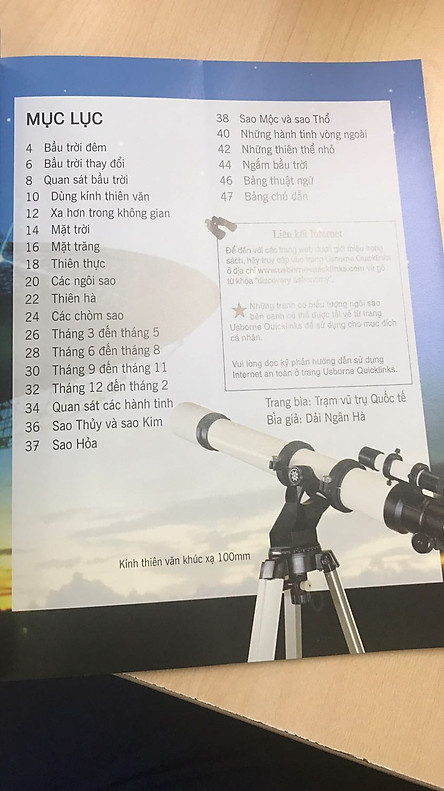 MỤC LỤC
4 Bầu trời đêm
6 Bầu trời thay đổi
8 Quan sát bầu trời
10 Dùng kính thiên văn
12 Xa hơn trong không gian
14 Mặt trời
16 Mặt trăng
18 Thiên thực
20 Các ngôi sao
22 Thiên hà
24 Các chòm sao
26 Tháng 3 đến tháng 5
28 Tháng 6 đến tháng 8
30 Tháng 9 đến tháng 11
32 Tháng 12 đến tháng 2
34 Quan sát các hành tinh
36 Sao Thủy và sao Kim
37 Sao Hỏa
38 Sao Mộc và sao Thổ
40 Những hành tinh vòng ngoài
42 Những thiên thể nhỏ
44 Ngắm bầu trời
46 Bảng thuật ngữ
47 Bảng chú dẫn
Liên kết Internet
Để đến với các trang web được giới thiệu trong
sách, hãy truy cập vào trang Usborne Quicklinks
ở địa chỉ www.usbornequicklinks.com và gõ
từ khóa "discovery astronomy".
Những tranh có biểu tượng ngôi sao
bên cạnh có thể được tải về từ trang
Usborne Quicklinks để sử dụng cho mục đích
cá nhân.
Vui lòng đọc kỹ phần hướng dẫn sử dụng
Internet an toàn ở trang Usborne Quicklinks.
Trang bìa: Trạm vũ trụ Quốc tế
Bìa giả: Dải Ngân Hà
Kính thiên văn khúc xạ 100mm